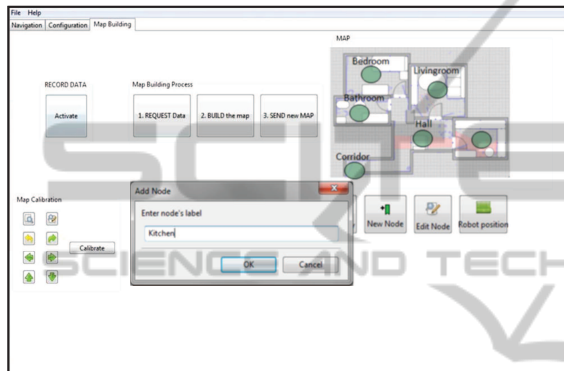 File Help
Navigation Configuration Map Building
MAP
Bedroom
Livingroom
Bathroom
Hall
Corridor
RECORD DATA
Map Building Process
Activate
1. REQUEST Data
2. BUILD the map
3. SEND new MAP
Map Calibration
Calibrate
Add Node
Enter node's label
Kitchen
OK
Cancel
New Node
Edit Node
Robot position
SCIENCE AND TECH